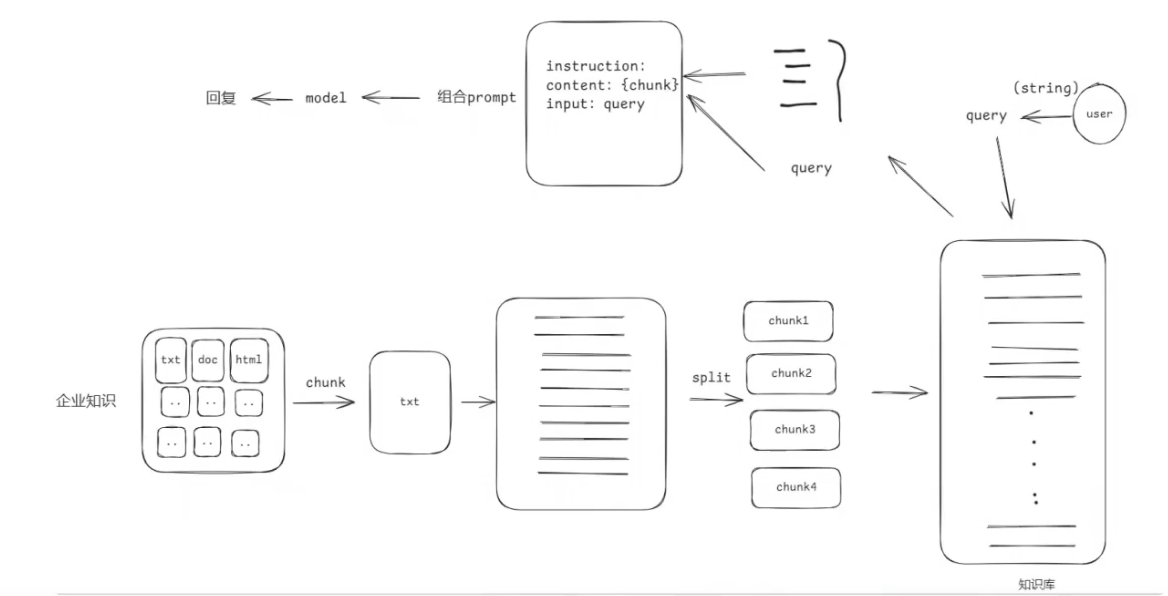 instruction:
content: {chunk}
input: query
回复
model
组合prompt
query
(string)
query
user
企业知识
txt
doc
html
..
..
..
..
..
..
chunk
txt
split
chunk1
chunk2
chunk3
chunk4
知识库